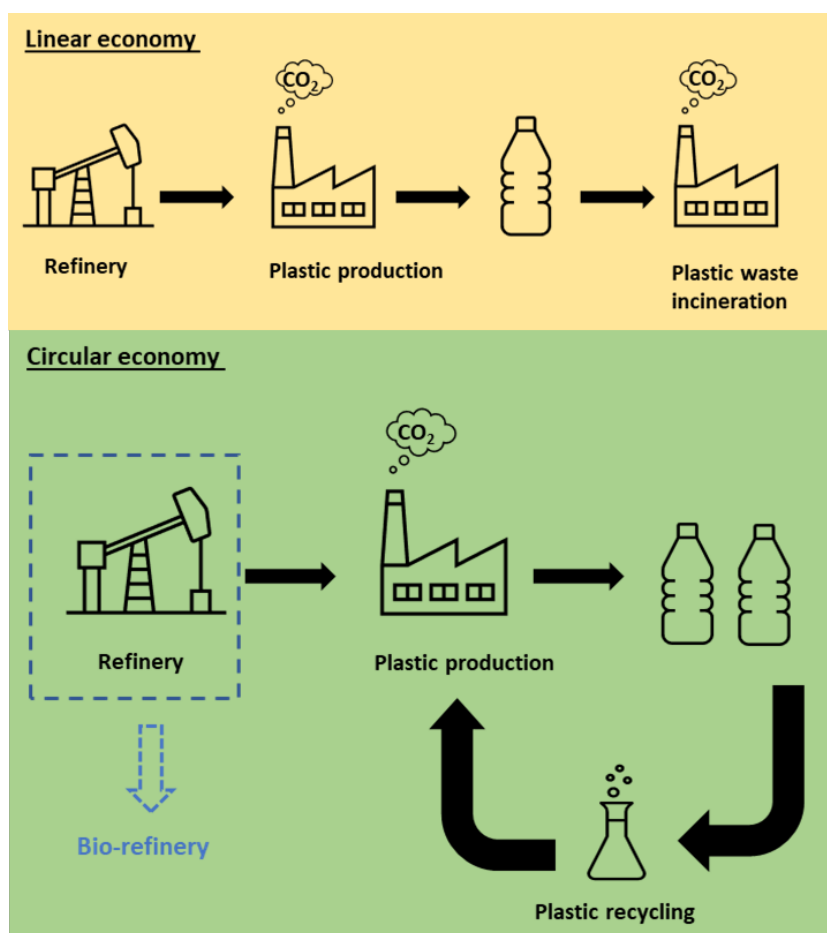 Linear economy
CO₂
CO₂
Refinery
Plastic production
Plastic waste
incineration
Circular economy
CO₂
Refinery
Plastic production
Bio-refinery
Plastic recycling